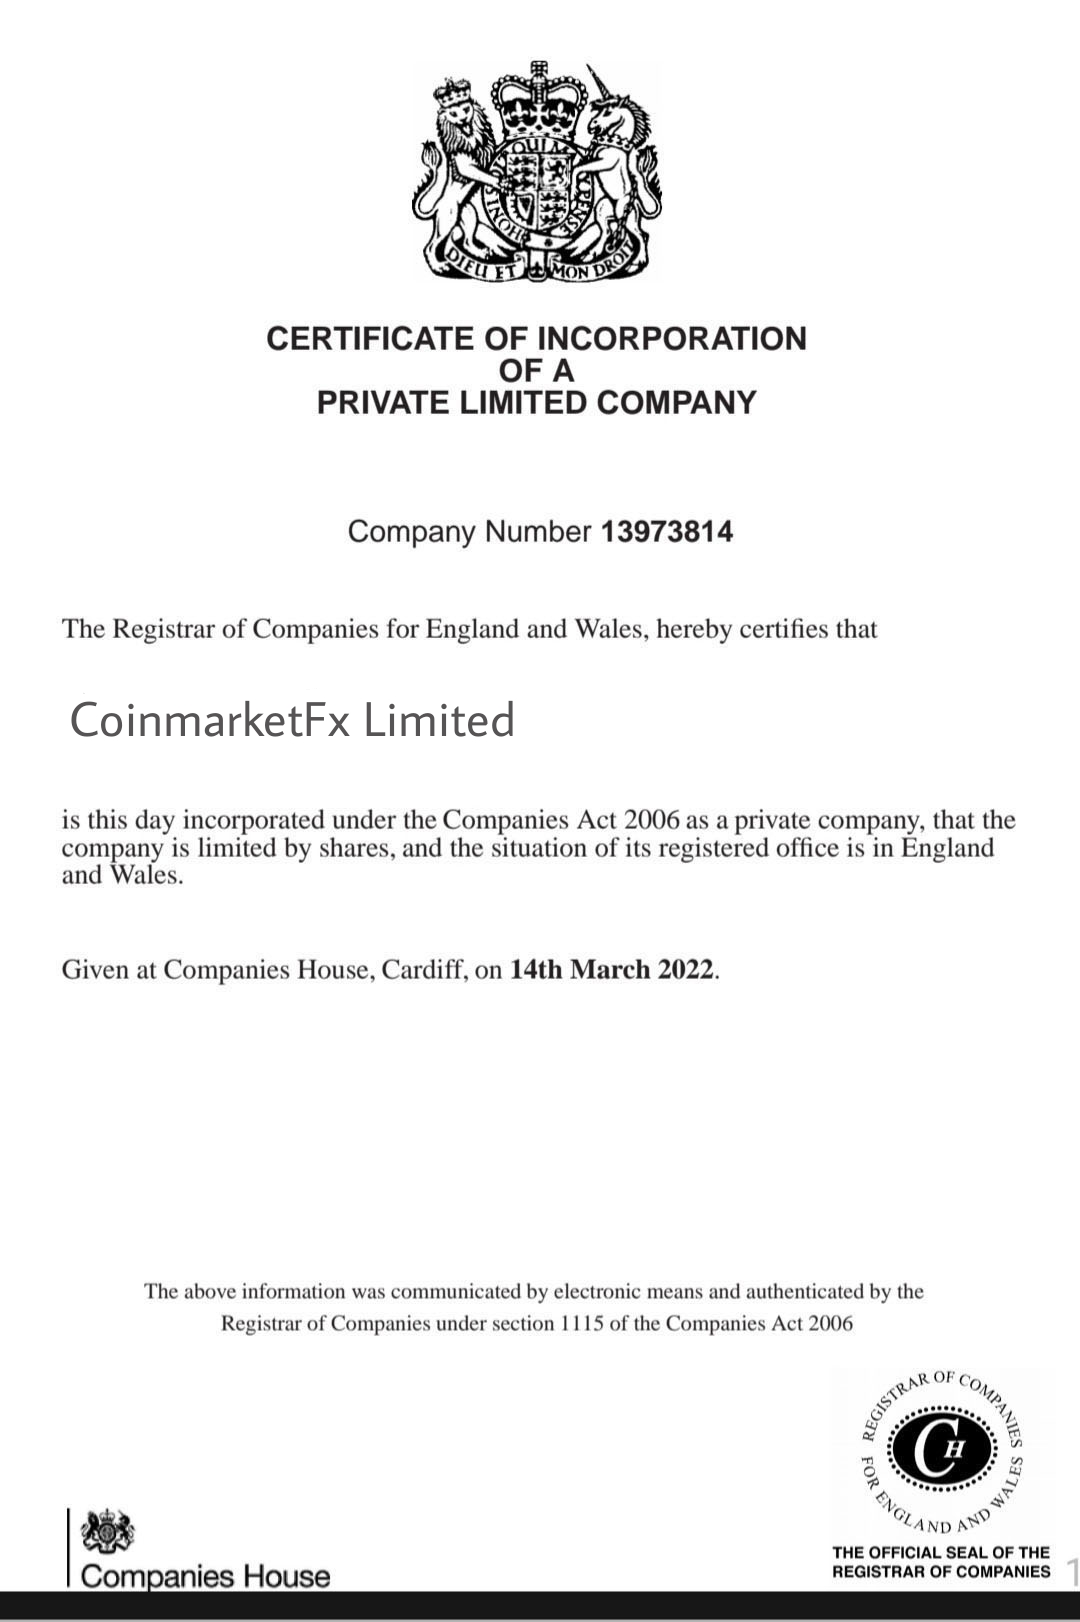 QUI M
HONI S
PENSE
DIEU ET MON DROIT
CERTIFICATE OF INCORPORATION
OF A
PRIVATE LIMITED COMPANY
Company Number 13973814
The Registrar of Companies for England and Wales, hereby certifies that
CoinmarketFx Limited
is this day incorporated under the Companies Act 2006 as a private company, that the
company is limited by shares, and the situation of its registered office is in England
and Wales.
Given at Companies House, Cardiff, on 14th March 2022.
The above information was communicated by electronic means and authenticated by the
Registrar of Companies under section 1115 of the Companies Act 2006
REGISTRAR OF COMPANIES
FOR ENGLAND AND WALES
CH
THE OFFICIAL SEAL OF THE
REGISTRAR OF COMPANIES
Companies House
1